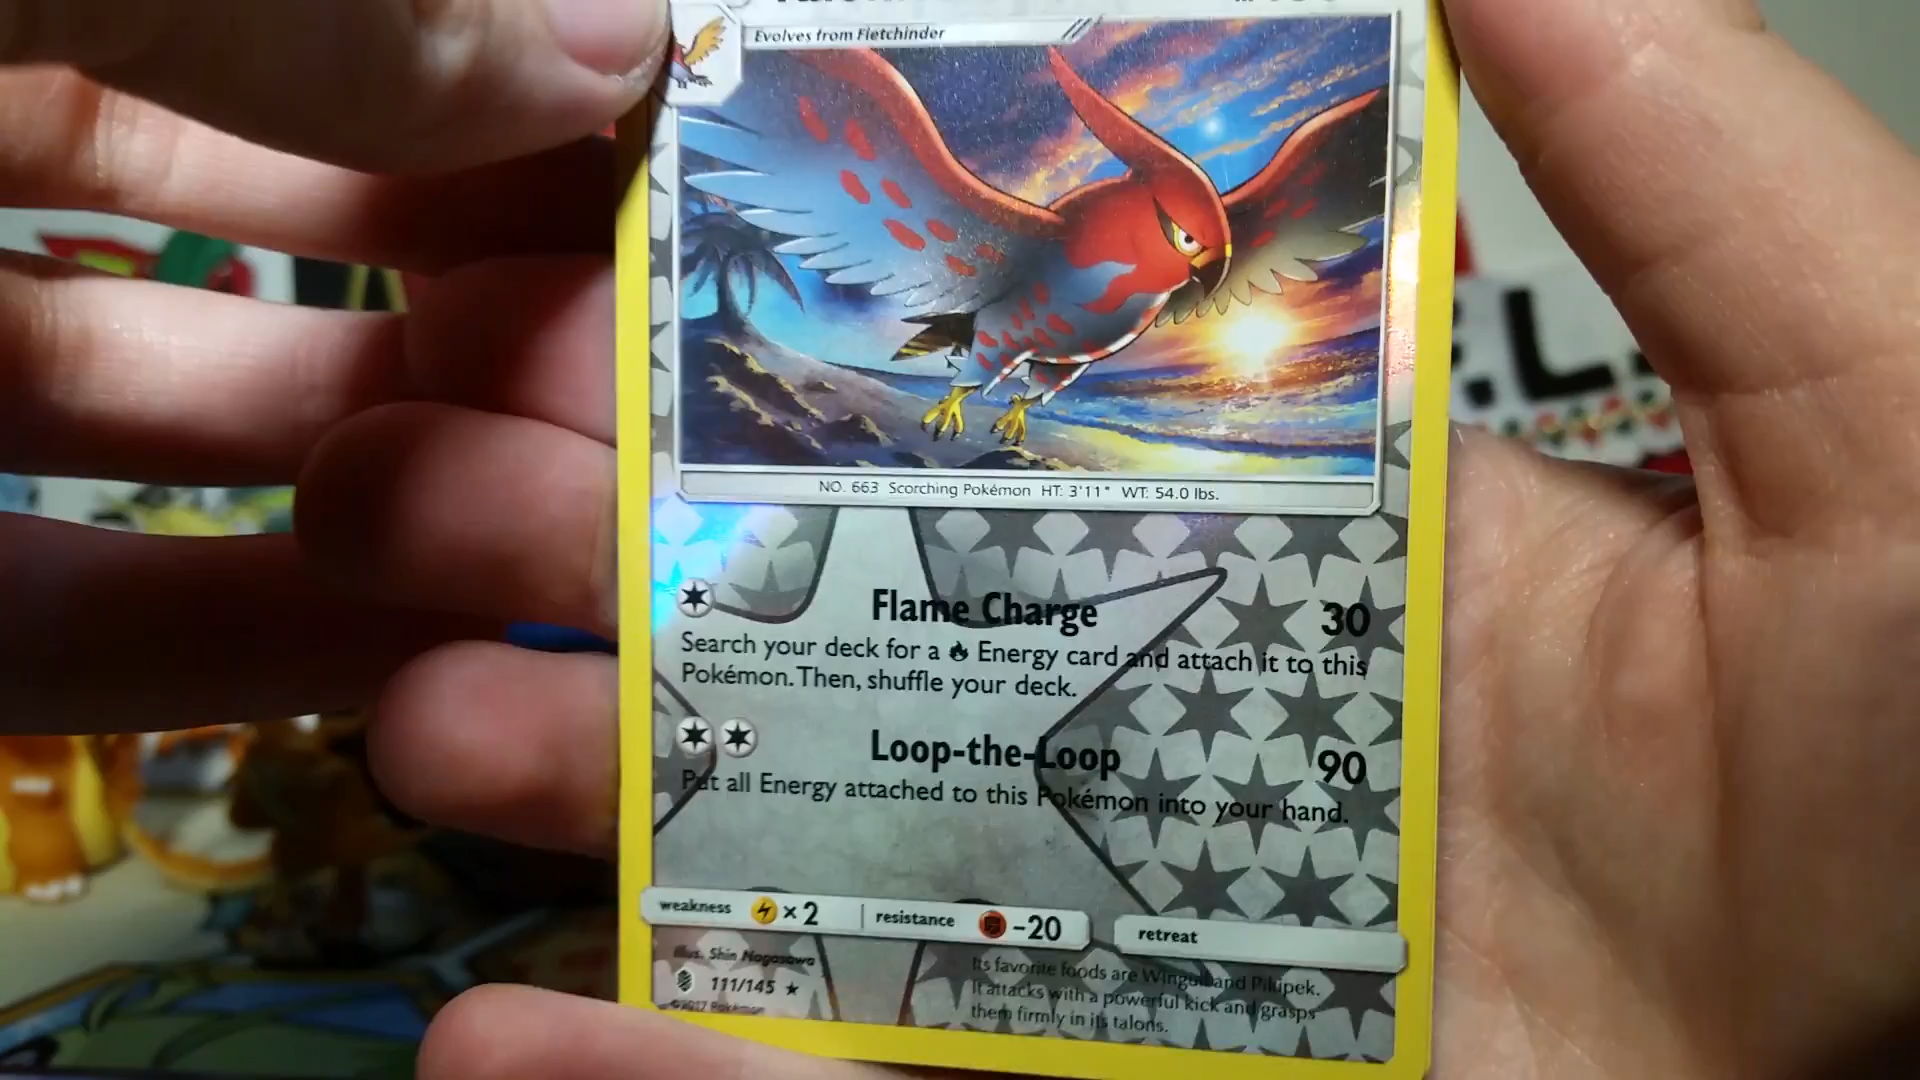 Evolves from Fletchinder
NO. 663 Scorching Pokémon HT: 3'11" WT: 54.0 lbs.
Flame Charge 30
Search your deck for a Energy card and attach it to this
Pokémon. Then, shuffle your deck.
Loop-the-Loop 90
Put all Energy attached to this Pokémon into your hand.
weakness ×2 resistance -20 retreat
Illus. Shin Nagasawa
111/145
©2017 Pokémon
Its favorite foods are Wingull and Pikipek.
It attacks with a powerful kick and grasps
them firmly in its talons.